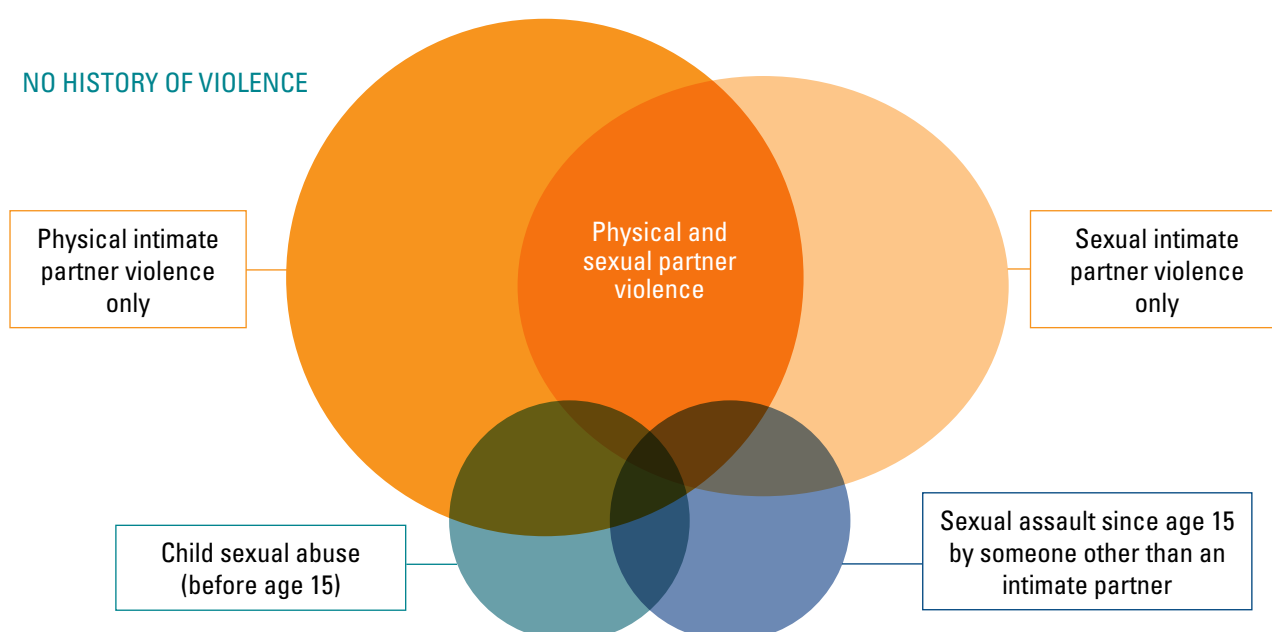 NO HISTORY OF VIOLENCE
Physical intimate
partner violence
only
Physical and
sexual partner
violence
Sexual intimate
partner violence
only
Child sexual abuse
(before age 15)
Sexual assault since age 15
by someone other than an
intimate partner